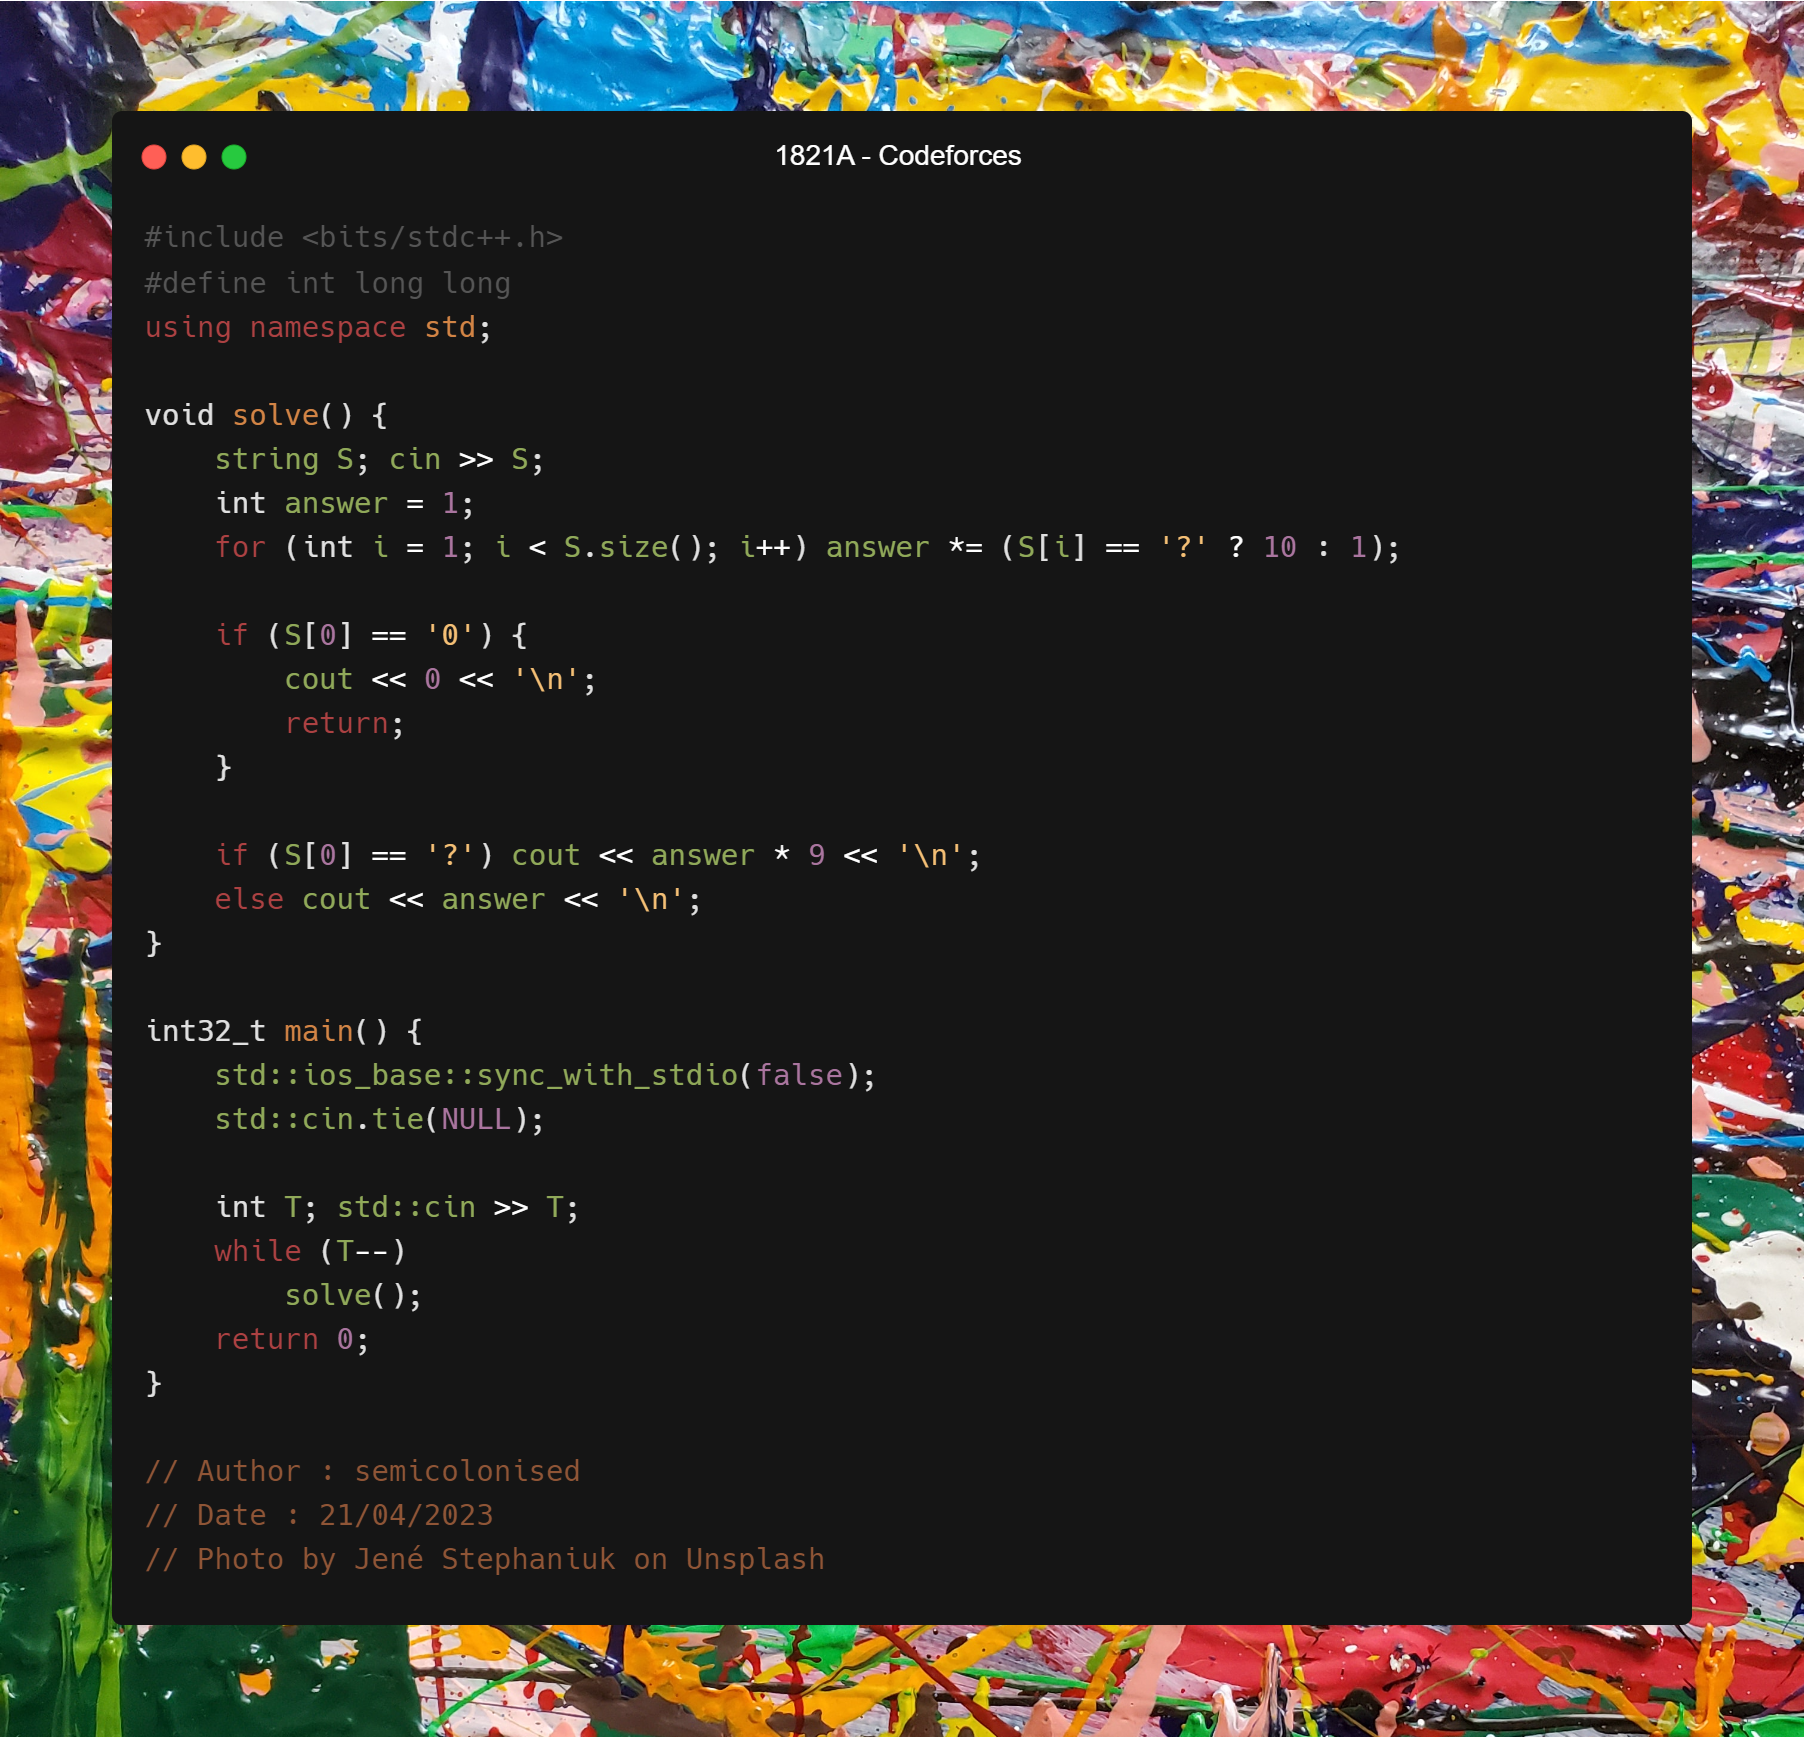 1821A - Codeforces
#include <bits/stdc++.h>
#define int long long
using namespace std;
void solve() {
string S; cin >> S;
int answer = 1;
for (int i = 1; i < S.size(); i++) answer *= (S[i] == '?' ? 10 : 1);
if (S[0] == '0') {
cout << 0 << '\n';
return;
}
if (S[0] == '?') cout << answer * 9 << '\n';
else cout << answer << '\n';
}
int32_t main() {
std::ios_base::sync_with_stdio(false);
std::cin.tie(NULL);
int T; std::cin >> T;
while (T--)
solve();
return 0;
}
// Author : semicolonised
// Date : 21/04/2023
// Photo by Jené Stephaniuk on Unsplash